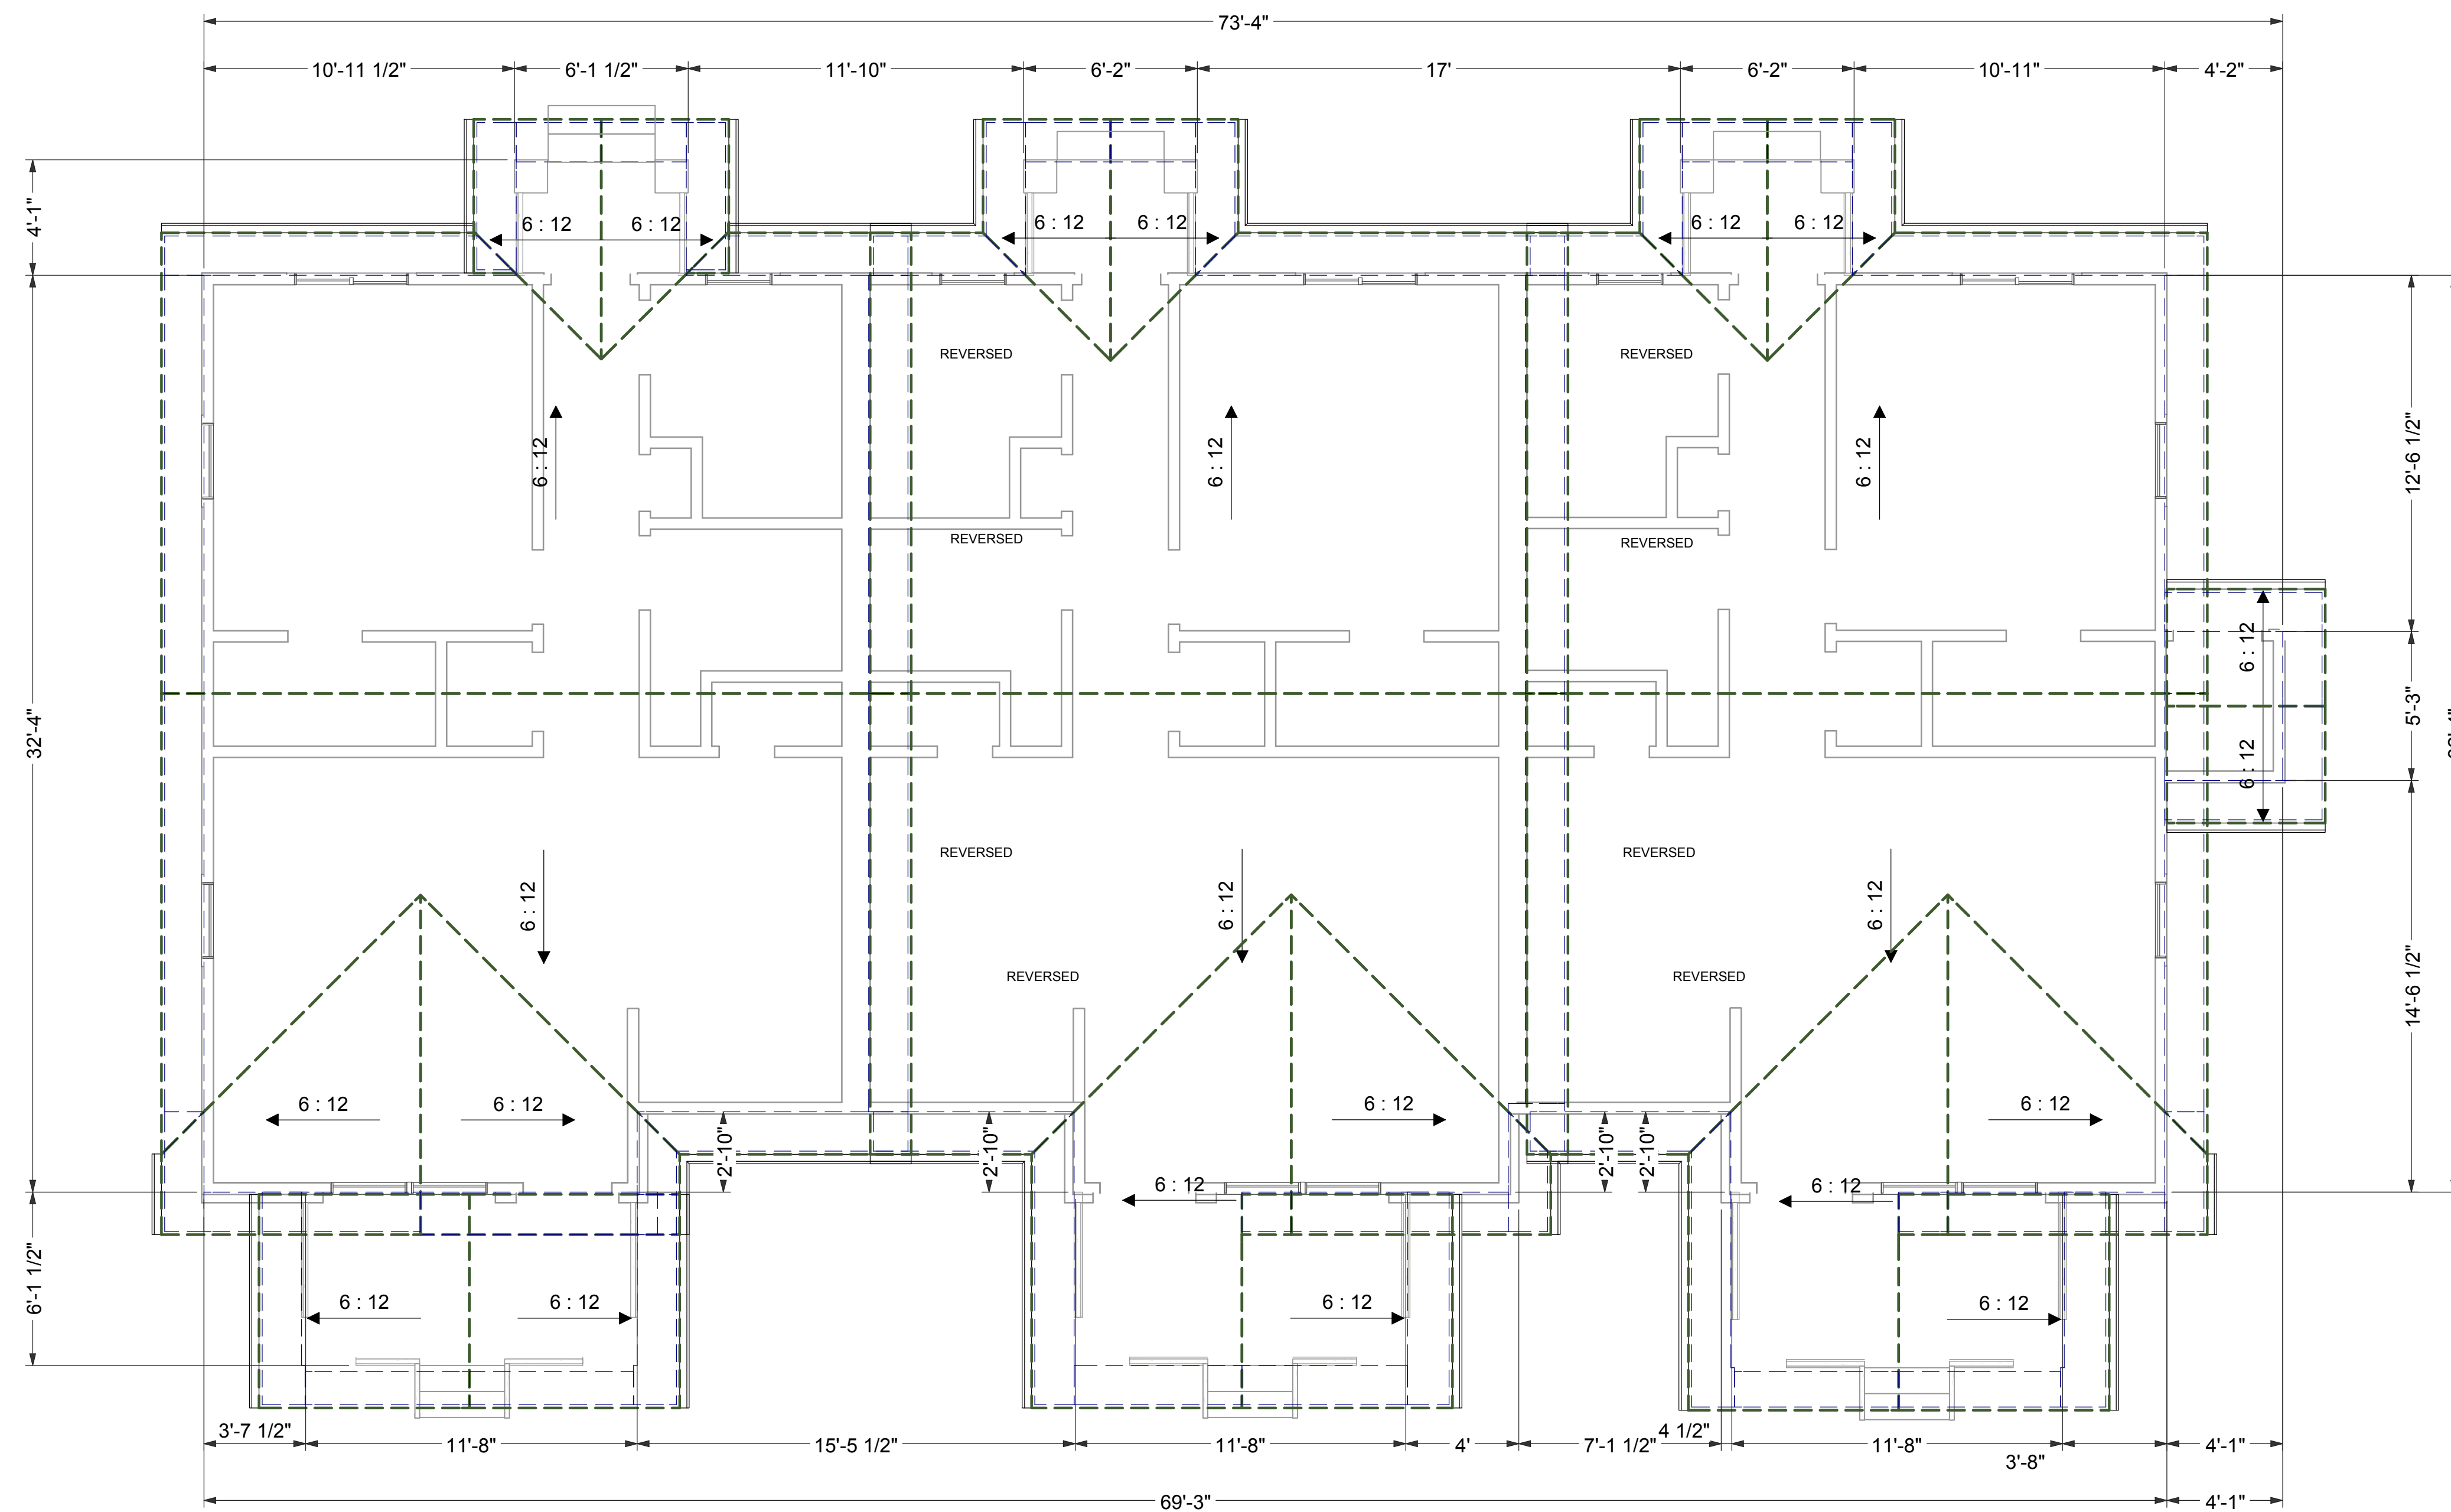 73'-4"
10'-11 1/2"
6'-1 1/2"
11'-10"
6'-2"
17'
6'-2"
10'-11"
4'-2"
4'-1"
6 : 12
6 : 12
6 : 12
6 : 12
6 : 12
6 : 12
REVERSED
REVERSED
6 : 12
6 : 12
6 : 12
12'-6 1/2"
REVERSED
REVERSED
6 : 12
32'-4"
5'-3"
6 : 12
REVERSED
REVERSED
6 : 12
6 : 12
6 : 12
REVERSED
REVERSED
14'-6 1/2"
6 : 12
6 : 12
6 : 12
6 : 12
2'-10"
2'-10"
2'-10"
2'-10"
6 : 12
6 : 12
6'-1 1/2"
6 : 12
6 : 12
6 : 12
6 : 12
3'-7 1/2"
11'-8"
15'-5 1/2"
11'-8"
4'
7'-1 1/2"
4 1/2"
11'-8"
3'-8"
4'-1"
69'-3"
4'-1"